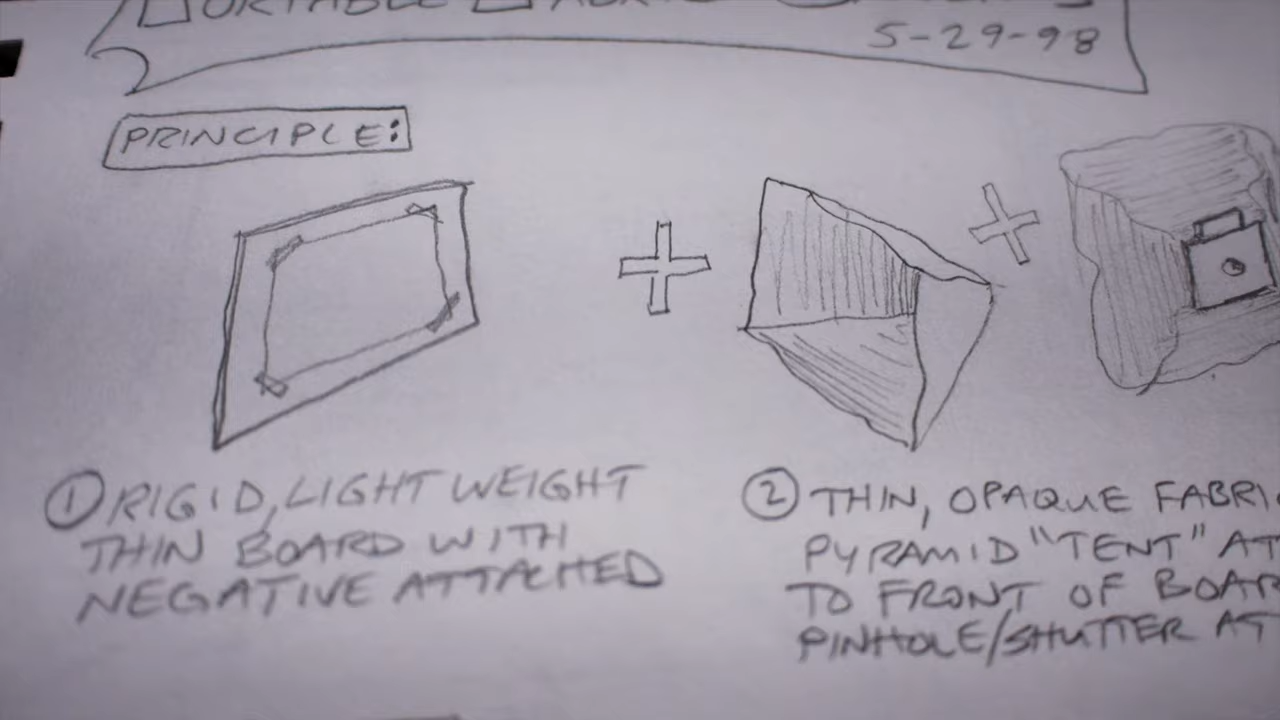 5-29-98
PRINCIPLE:
① RIGID, LIGHT WEIGHT
THIN BOARD WITH
NEGATIVE ATTACHED
② THIN, OPAQUE
PYRAMID "TENT"
TO FRONT OF
PINHOLE/SHUTTER AT